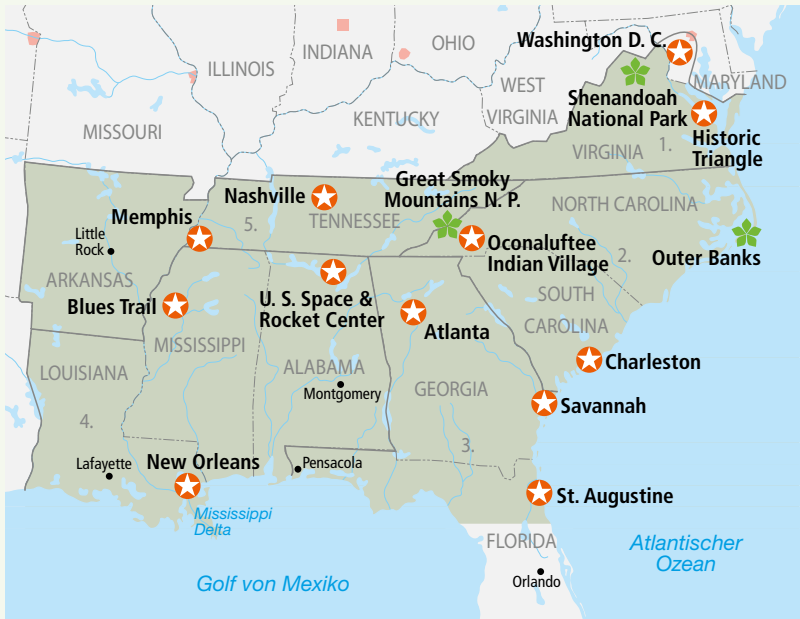 Washington D. C.
OHIO
INDIANA
ILLINOIS
WEST
VIRGINIA
MARYLAND
Shenandoah
National Park
KENTUCKY
MISSOURI
1.
Historic
Triangle
VIRGINIA
Great Smoky
Mountains N. P.
Nashville
NORTH CAROLINA
Memphis
5.
TENNESSEE
Little
Rock
Oconaluftee
Indian Village
2.
Outer Banks
ARKANSAS
Blues Trail
U. S. Space &
Rocket Center
SOUTH
CAROLINA
Atlanta
MISSISSIPPI
Charleston
LOUISIANA
ALABAMA
Montgomery
GEORGIA
Savannah
4.
3.
Lafayette
New Orleans
Pensacola
St. Augustine
Mississippi
Delta
FLORIDA
Atlantischer
Ozean
Golf von Mexiko
Orlando